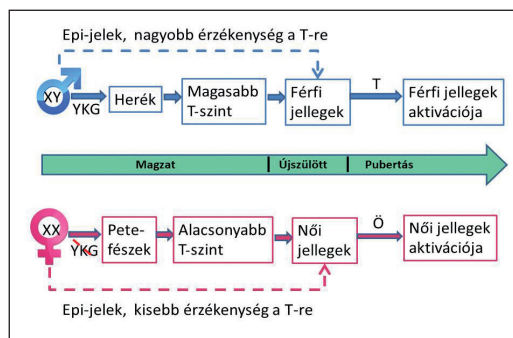 Epi-jelek, nagyobb érzékenység a T-re
XY
YKG
Herék
Magasabb
T-szint
Férfi
jellegek
T
Férfi jellegek
aktivációja
Magzat
Újszülött
Pubertás
XX
YKG
Pete-
fészek
Alacsonyabb
T-szint
Női
jellegek
Ö
Női jellegek
aktivációja
Epi-jelek, kisebb érzékenység a T-re